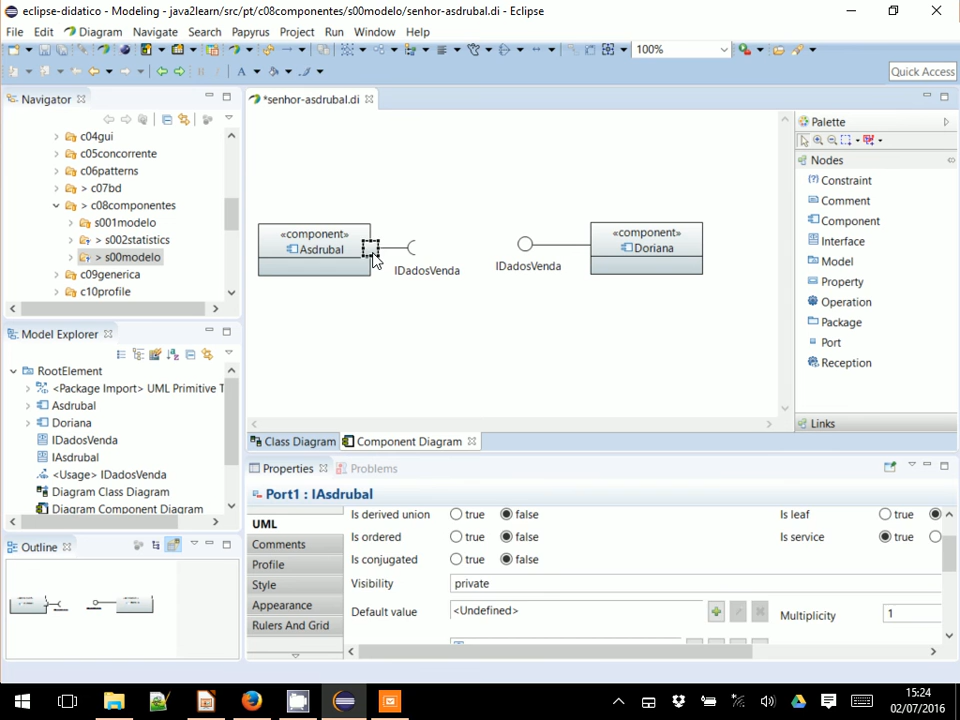 eclipse-didatico - Modeling - java2learn/src/pt/c08componentes/s00modelo/senhor-asdrubal.di - Eclipse
File Edit Diagram Navigate Search Papyrus Project Run Window Help
100%
Quick Access
Navigator
c04gui
c05concorrente
c06patterns
> c07bd
> c08componentes
s001modelo
> s002statistics
> s00modelo
c09generica
c10profile
Model Explorer
RootElement
<Package Import> UML Primitive T
Asdrubal
Doriana
IDadosVenda
IAsdrubal
<Usage> IDadosVenda
Diagram Class Diagram
Diagram Component Diagram
Outline
*senhor-asdrubal.di
«component»
Asdrubal
IDadosVenda
IDadosVenda
«component»
Doriana
Palette
Nodes
Constraint
Comment
Component
Interface
Model
Property
Operation
Package
Port
Reception
Links
Class Diagram Component Diagram
Properties Problems
Port1 : IAsdrubal
UML
Comments
Profile
Style
Appearance
Rulers And Grid
Is derived union true false Is leaf true
Is ordered true false Is service true
Is conjugated true false
Visibility private
Default value <Undefined> Multiplicity 1
15:24
02/07/2016